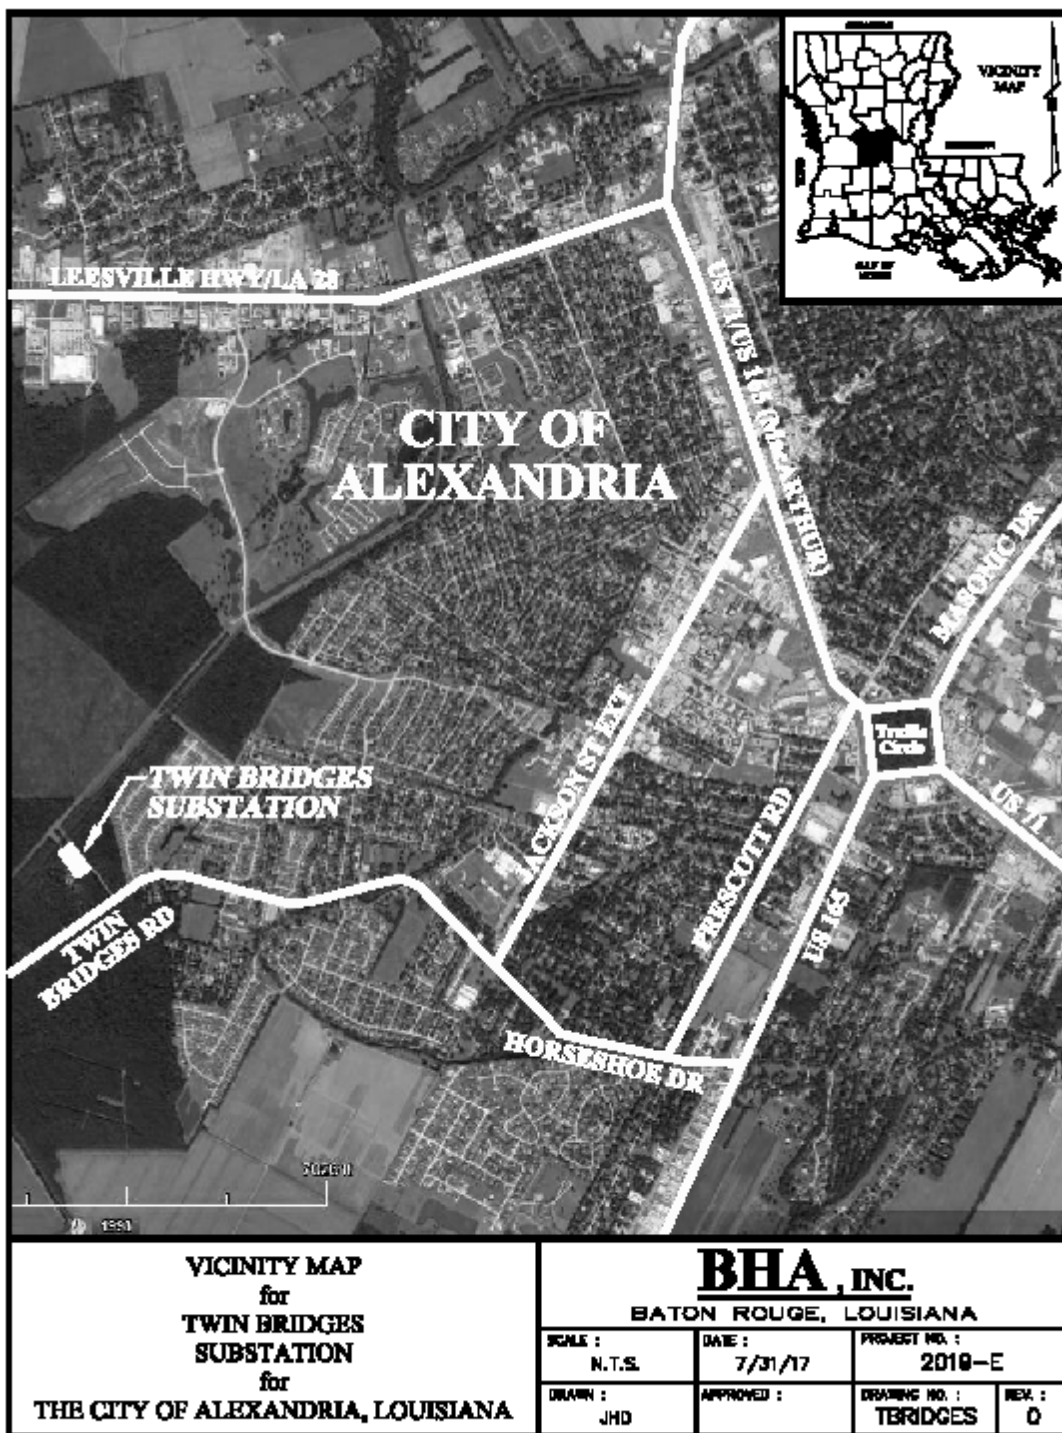 VICINITY
MAP
LEESVILLE HWY/LA 28
CITY OF
ALEXANDRIA
MASONIC DR
Traffic
Circle
JACKSON ST EXT
TWIN BRIDGES
SUBSTATION
PRESCOTT RD
US 71
US 165
TWIN
BRIDGES RD
HORSESHOE DR
VICINITY MAP
for
TWIN BRIDGES
SUBSTATION
for
THE CITY OF ALEXANDRIA, LOUISIANA
BHA, INC.
BATON ROUGE, LOUISIANA
SCALE :
N.T.S.
DATE :
7/31/17
PROJECT NO. :
DRAWN :
JHD
APPROVED :
DRAWING NO. :
TBRIDGES
REV. :
0